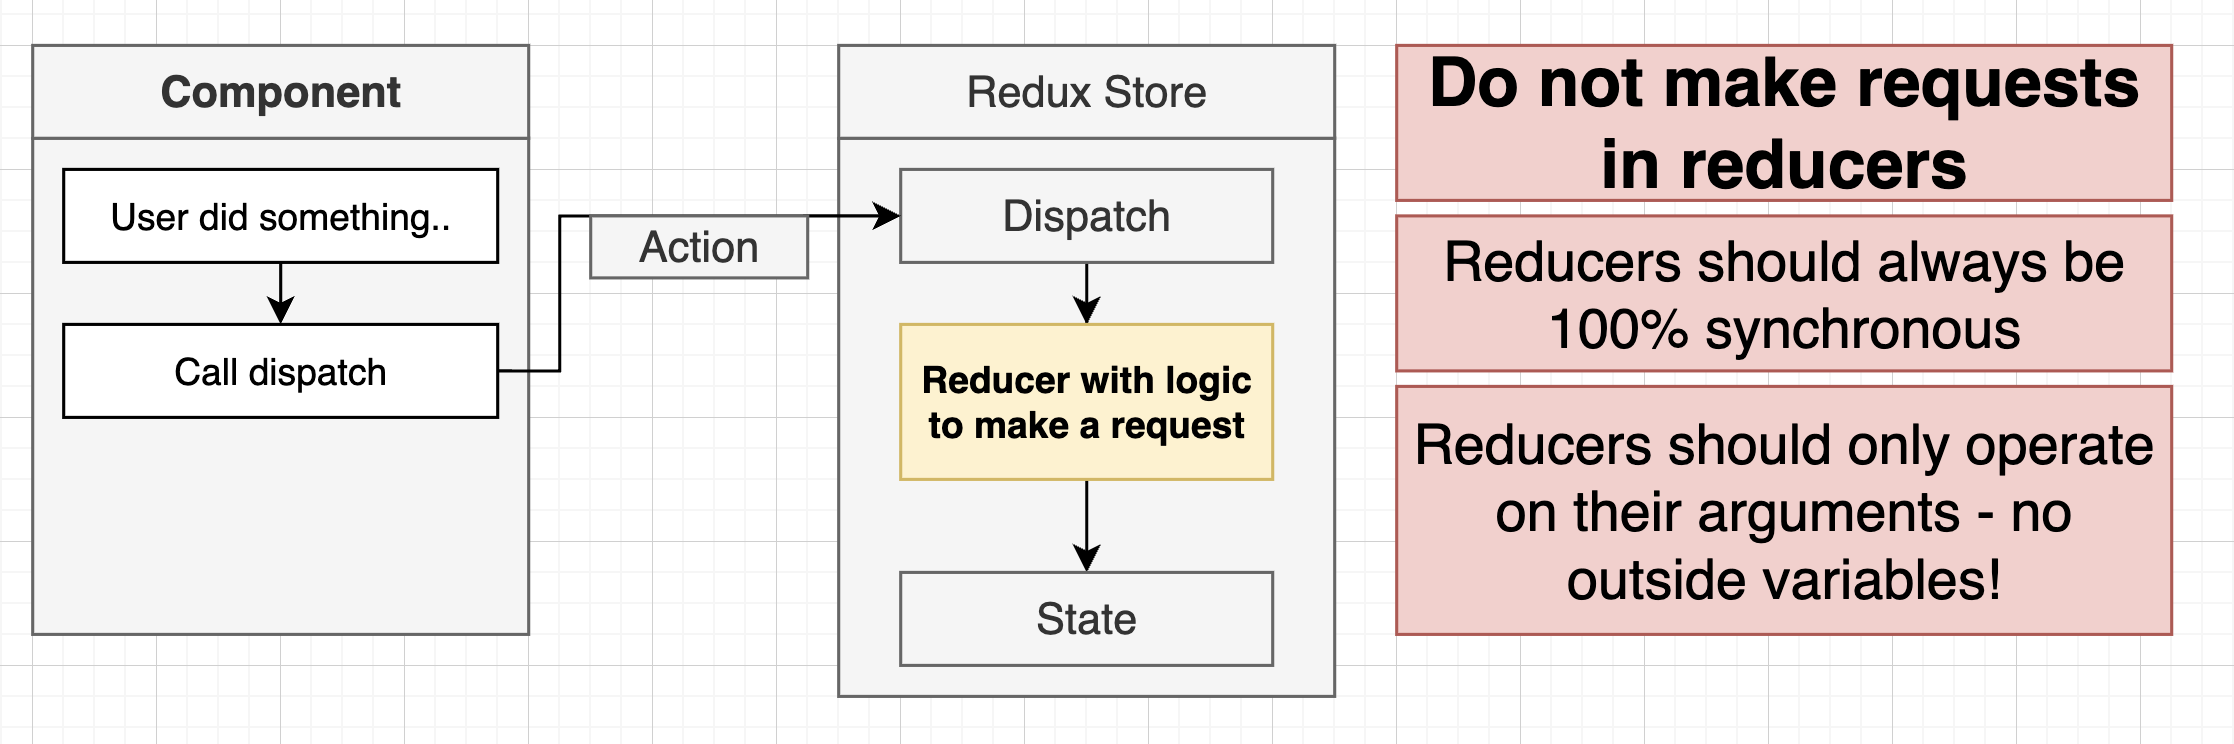 Component
User did something..
Call dispatch
Action
Redux Store
Dispatch
Reducer with logic
to make a request
State
Do not make requests
in reducers
Reducers should always be
100% synchronous
Reducers should only operate
on their arguments - no
outside variables!